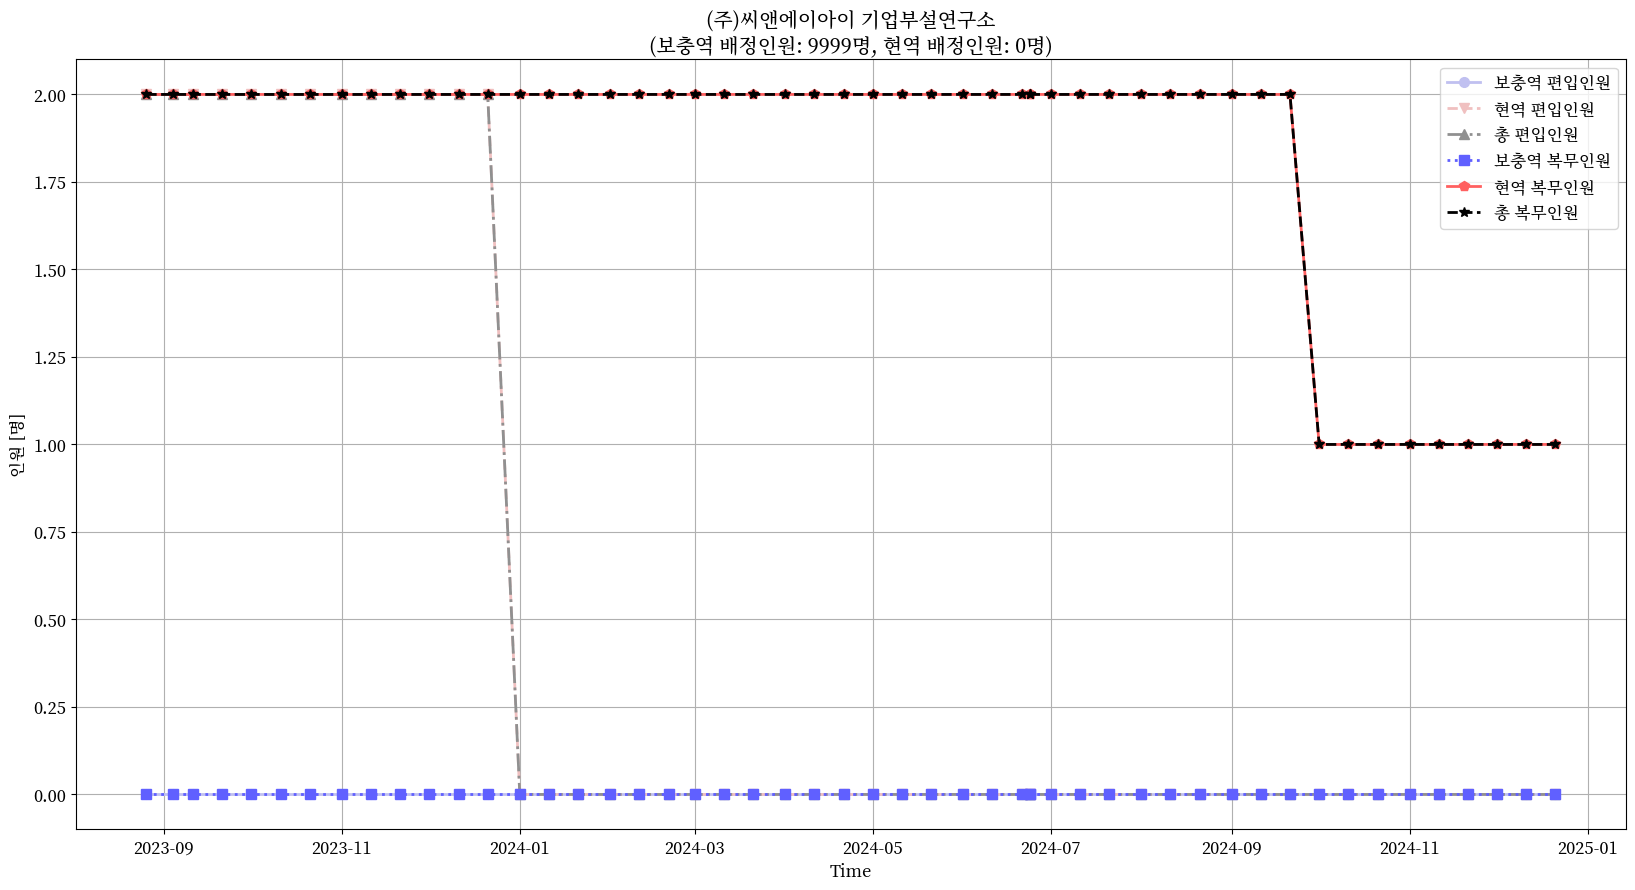 (주)씨앤에이아이 기업부설연구소
(보충역 배정인원: 9999명, 현역 배정인원: 0명)
보충역 편입인원
현역 편입인원
총 편입인원
보충역 복무인원
현역 복무인원
총 복무인원
인원 [명]
2.00
1.75
1.50
1.25
1.00
0.75
0.50
0.25
0.00
2023-09 2023-11 2024-01 2024-03 2024-05 2024-07 2024-09 2024-11 2025-01
Time